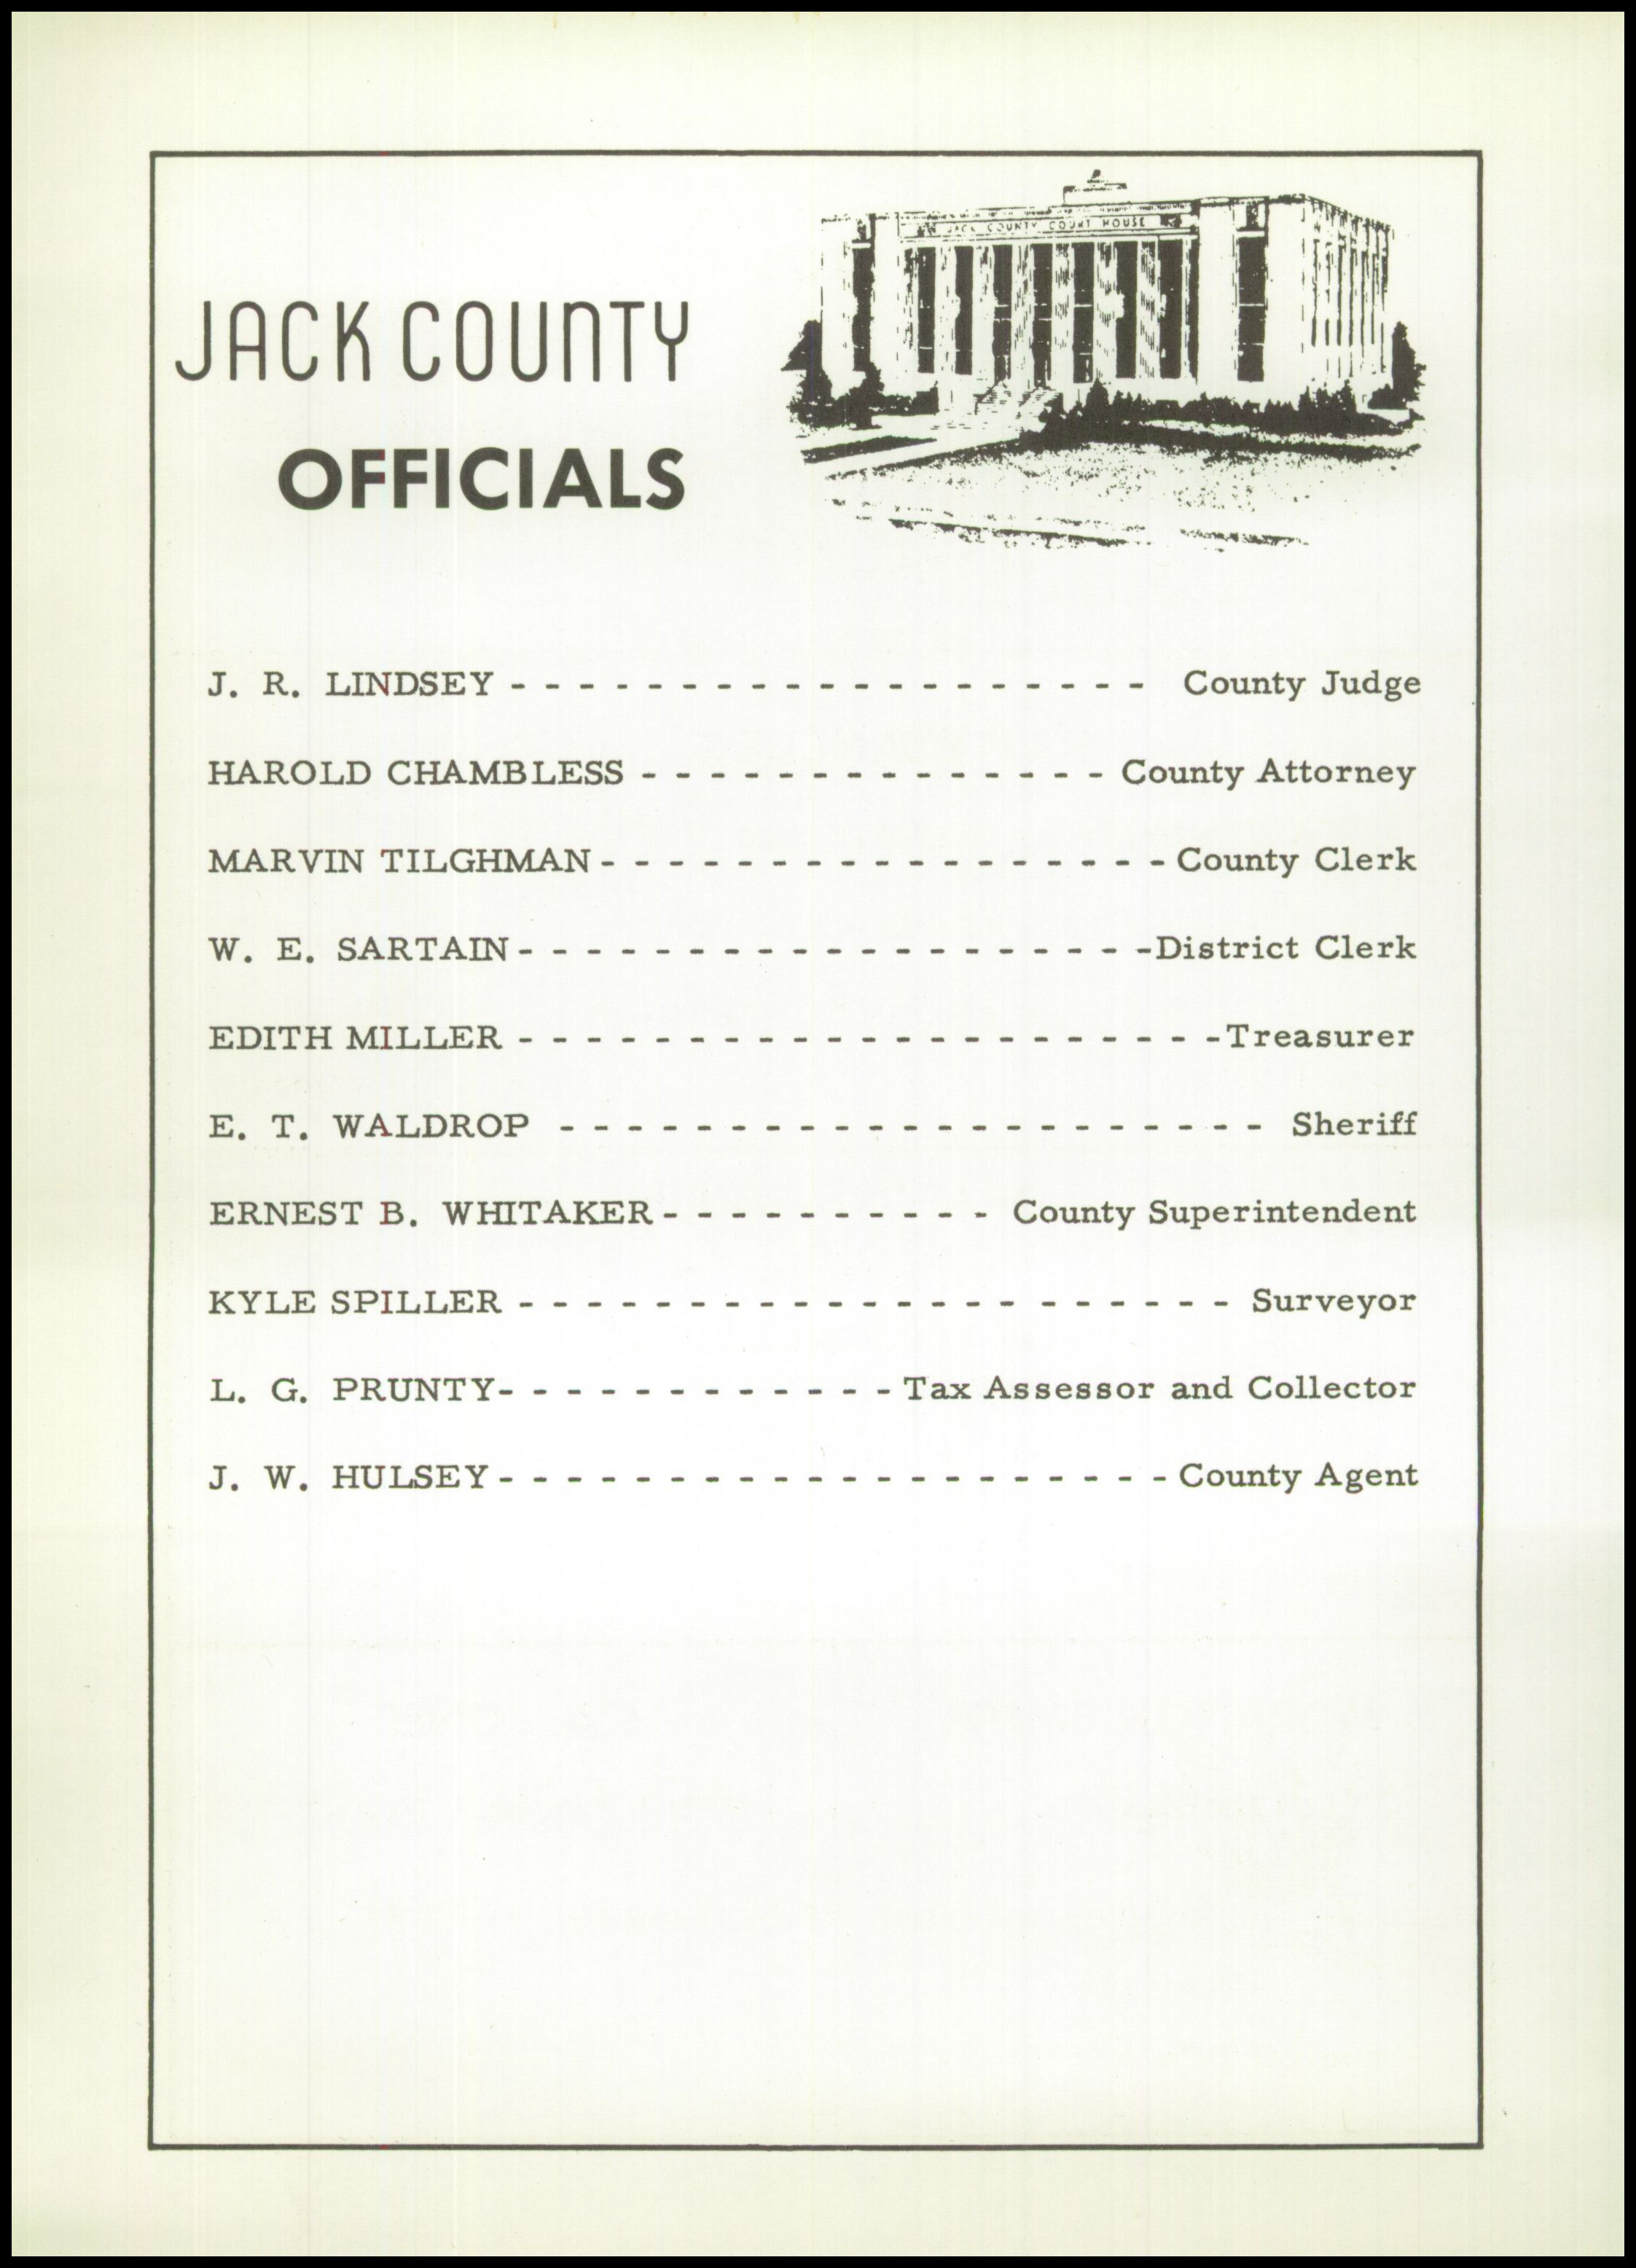 JACK COUNTY COURT HOUSE
JACK COUNTY
OFFICIALS
J. R. LINDSEY - - - - - - - - - - - - - - - - - - - County Judge
HAROLD CHAMBLESS - - - - - - - - - - - - - - County Attorney
MARVIN TILGHMAN - - - - - - - - - - - - - - - - - County Clerk
W. E. SARTAIN - - - - - - - - - - - - - - - - - - - District Clerk
EDITH MILLER - - - - - - - - - - - - - - - - - - - - - Treasurer
E. T. WALDROP - - - - - - - - - - - - - - - - - - - - - Sheriff
ERNEST B. WHITAKER - - - - - - - - - - County Superintendent
KYLE SPILLER - - - - - - - - - - - - - - - - - - - - - Surveyor
L. G. PRUNTY - - - - - - - - - - - - Tax Assessor and Collector
J. W. HULSEY - - - - - - - - - - - - - - - - - - - - County Agent